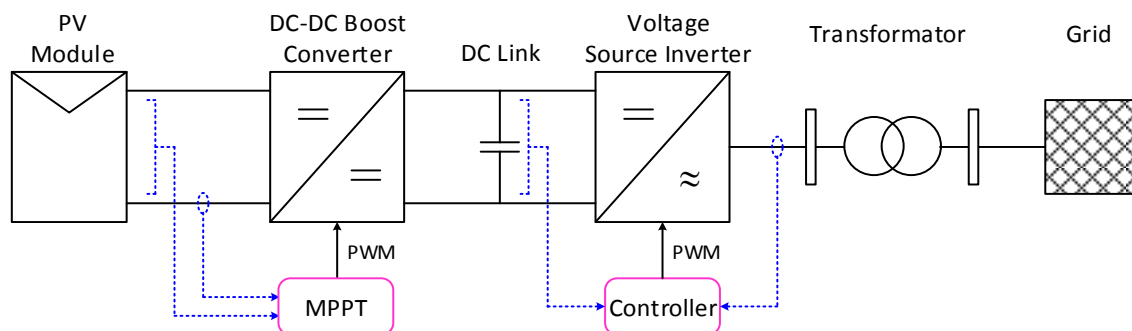 PV
Module
DC-DC Boost
Converter
DC Link
Voltage
Source Inverter
Transformator
Grid
PWM
PWM
MPPT
Controller